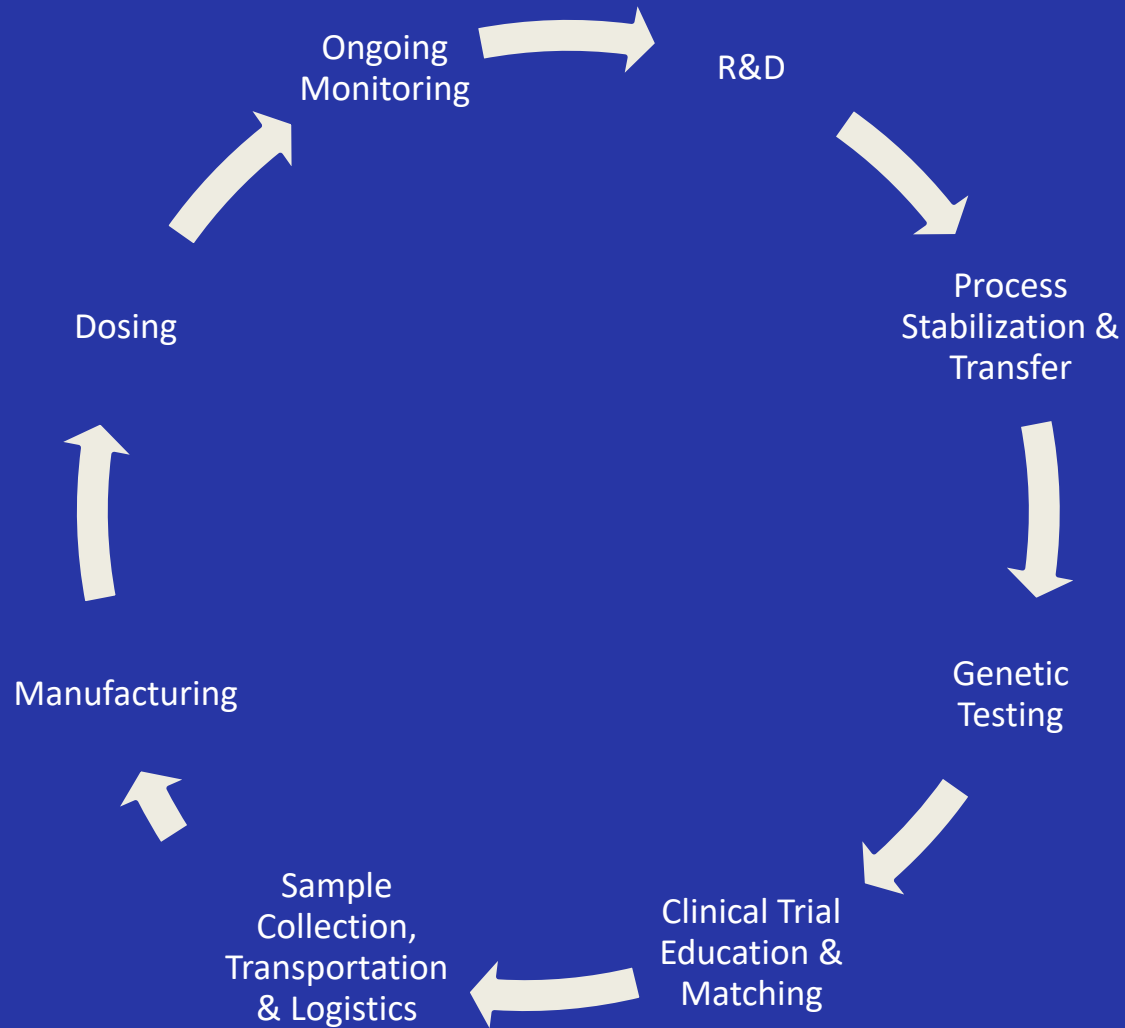 Ongoing
Monitoring
R&D
Process
Stabilization &
Transfer
Genetic
Testing
Clinical Trial
Education &
Matching
Sample
Collection,
Transportation
& Logistics
Manufacturing
Dosing